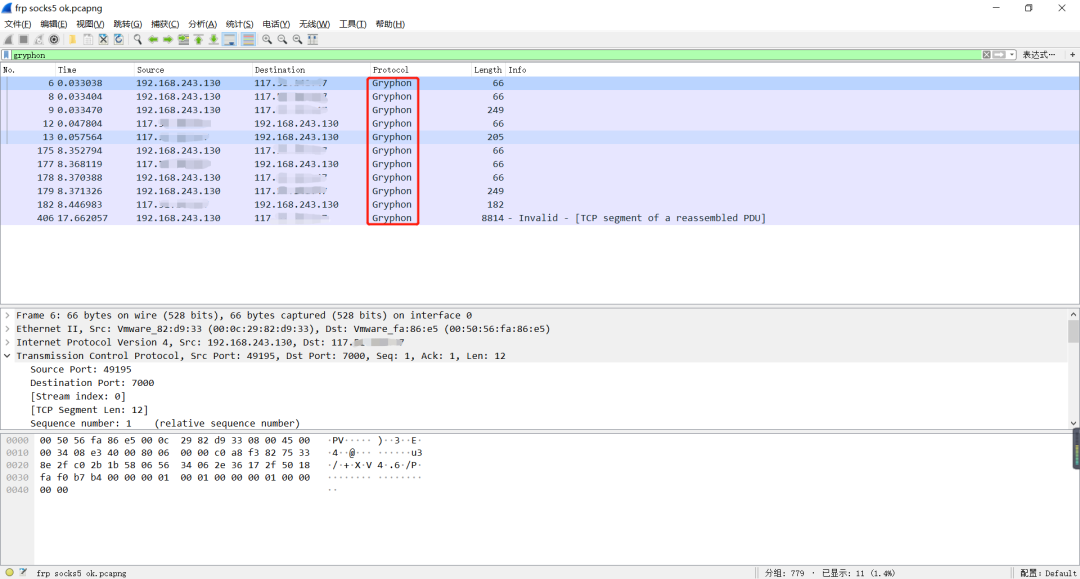 frp socks5 ok.pcapng
文件(F) 编辑(E) 视图(V) 跳转(G) 捕获(C) 分析(A) 统计(S) 电话(Y) 无线(W) 工具(T) 帮助(H)
gryphon 表达式… +
No. Time Source Destination Protocol Length Info
6 0.033038 192.168.243.130 117. 7 Gryphon 66
8 0.033404 192.168.243.130 117. Gryphon 66
9 0.033470 192.168.243.130 117. Gryphon 249
12 0.047804 117. 192.168.243.130 Gryphon 66
13 0.057564 117. 192.168.243.130 Gryphon 205
175 8.352794 192.168.243.130 117. Gryphon 66
177 8.368119 117. 192.168.243.130 Gryphon 66
178 8.370388 192.168.243.130 117. Gryphon 66
179 8.371326 192.168.243.130 117. Gryphon 249
182 8.446983 117. 192.168.243.130 Gryphon 182
406 17.662057 192.168.243.130 117 Gryphon 8814 - Invalid - [TCP segment of a reassembled PDU]
Frame 6: 66 bytes on wire (528 bits), 66 bytes captured (528 bits) on interface 0
Ethernet II, Src: Vmware_82:d9:33 (00:0c:29:82:d9:33), Dst: Vmware_fa:86:e5 (00:50:56:fa:86:e5)
Internet Protocol Version 4, Src: 192.168.243.130, Dst: 117. 7
Transmission Control Protocol, Src Port: 49195, Dst Port: 7000, Seq: 1, Ack: 1, Len: 12
Source Port: 49195
Destination Port: 7000
[Stream index: 0]
[TCP Segment Len: 12]
Sequence number: 1 (relative sequence number)
0000 00 50 56 fa 86 e5 00 0c 29 82 d9 33 08 00 45 00 ·PV····· )··3··E·
0010 00 34 08 e3 40 00 80 06 00 00 c0 a8 f3 82 75 33 ·4··@··· ······u3
0020 8e 2f c0 2b 1b 58 06 56 34 06 2e 36 17 2f 50 18 ·/·+·X·V 4·.6·/P·
0030 fa f0 b7 b4 00 00 00 01 00 01 00 00 00 01 00 00 ········ ········
0040 00 00 ··
frp socks5 ok.pcapng 分组: 779 · 已显示: 11 (1.4%) 配置: Default